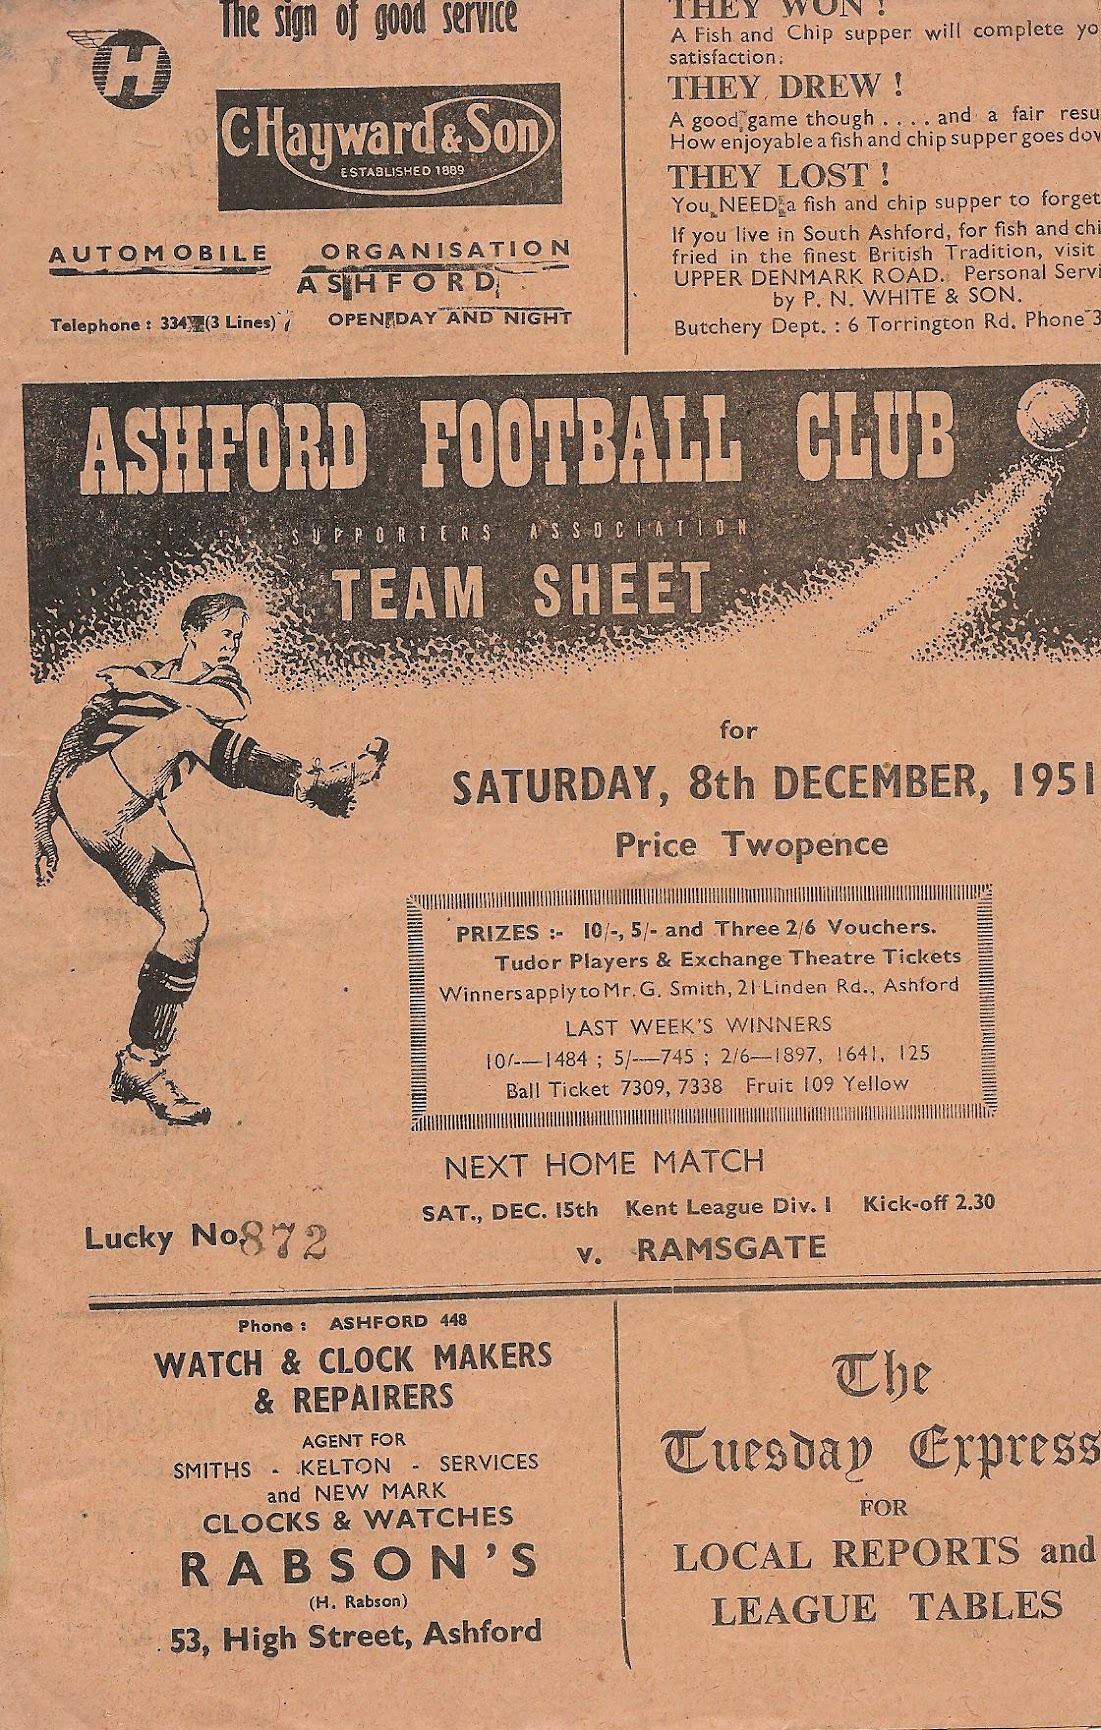 The sign of good service
H
C. Hayward & Son
ESTABLISHED 1889
AUTOMOBILE ORGANISATION
ASHFORD
Telephone : 334 (3 Lines)
OPEN DAY AND NIGHT
THEY WON !
A Fish and Chip supper will complete yo
satisfaction.
THEY DREW !
A good game though . . . . and a fair resu
How enjoyable a fish and chip supper goes dow
THEY LOST !
You NEED a fish and chip supper to forget
If you live in South Ashford, for fish and chi
fried in the finest British Tradition, visit
UPPER DENMARK ROAD. Personal Servi
by P. N. WHITE & SON.
Butchery Dept. : 6 Torrington Rd. Phone 3
ASHFORD FOOTBALL CLUB
SUPPORTERS ASSOCIATION
TEAM SHEET
for
SATURDAY, 8th DECEMBER, 1951
Price Twopence
PRIZES :- 10/-, 5/- and Three 2/6 Vouchers.
Tudor Players & Exchange Theatre Tickets
Winners apply to Mr. G. Smith, 21 Linden Rd., Ashford
LAST WEEK'S WINNERS
10/-—1484 ; 5/-—745 ; 2/6—1897, 1641, 125
Ball Ticket 7309, 7338 Fruit 109 Yellow
NEXT HOME MATCH
SAT., DEC. 15th Kent League Div. 1 Kick-off 2.30
v. RAMSGATE
Lucky No. 872
Phone : ASHFORD 448
WATCH & CLOCK MAKERS
& REPAIRERS
AGENT FOR
SMITHS - KELTON - SERVICES
and NEW MARK
CLOCKS & WATCHES
RABSON'S
(H. Rabson)
53, High Street, Ashford
The
Tuesday Express
FOR
LOCAL REPORTS and
LEAGUE TABLES